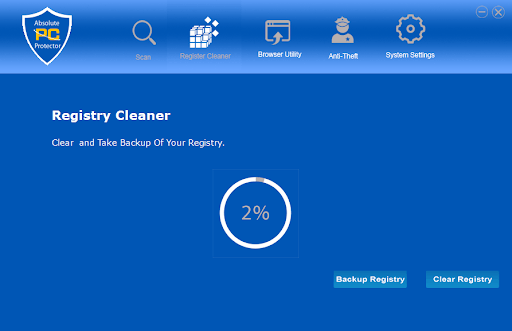 Absolute
PC
Protector
Scan
Register Cleaner
Browser Utility
Anti-Theft
System Settings
Registry Cleaner
Clear and Take Backup Of Your Registry.
2%
Backup Registry
Clear Registry